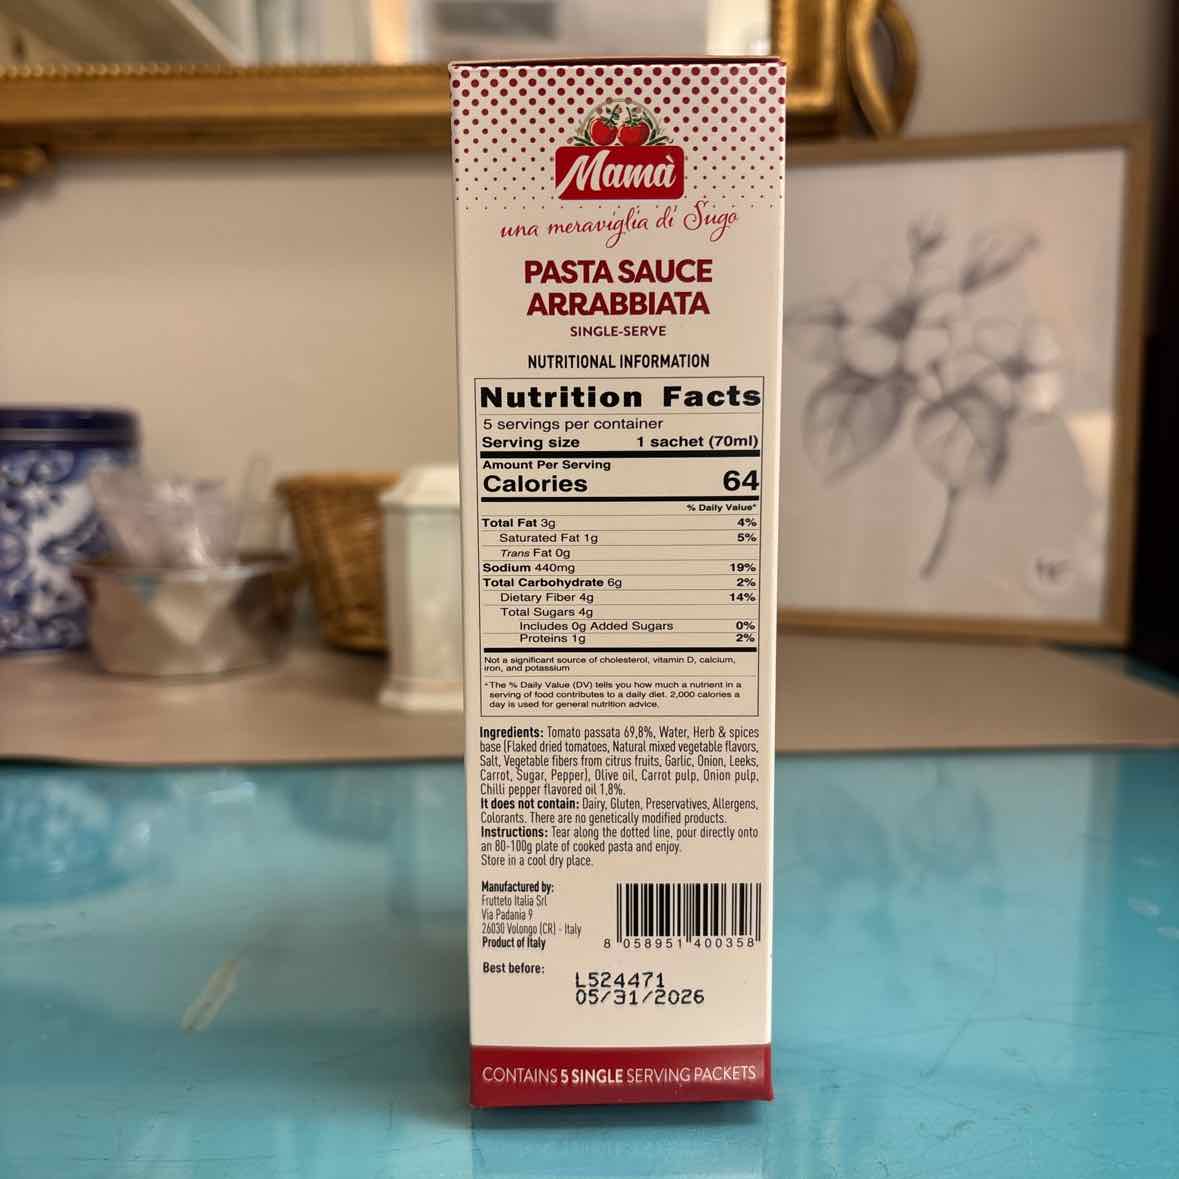 Mamà
una meraviglia di Sugo
PASTA SAUCE
ARRABBIATA
SINGLE-SERVE
NUTRITIONAL INFORMATION
Nutrition Facts
5 servings per container
Serving size 1 sachet (70ml)
Amount Per Serving
Calories 64
% Daily Value*
Total Fat 3g 4%
Saturated Fat 1g 5%
Trans Fat 0g
Sodium 440mg 19%
Total Carbohydrate 6g 2%
Dietary Fiber 4g 14%
Total Sugars 4g
Includes 0g Added Sugars 0%
Proteins 1g 2%
Not a significant source of cholesterol, vitamin D, calcium,
iron, and potassium
*The % Daily Value (DV) tells you how much a nutrient in a
serving of food contributes to a daily diet. 2,000 calories a
day is used for general nutrition advice.
Ingredients: Tomato passata 69,8%, Water, Herb & spices
base (Flaked dried tomatoes, Natural mixed vegetable flavors,
Salt, Vegetable fibers from citrus fruits, Garlic, Onion, Leeks,
Carrot, Sugar, Pepper), Olive oil, Carrot pulp, Onion pulp,
Chilli pepper flavored oil 1,8%.
It does not contain: Dairy, Gluten, Preservatives, Allergens,
Colorants. There are no genetically modified products.
Instructions: Tear along the dotted line, pour directly onto
an 80-100g plate of cooked pasta and enjoy.
Store in a cool dry place.
Manufactured by:
Frutteto Italia Srl
Via Padania 9
26030 Volongo (CR) - Italy
Product of Italy
8 058951 400358
Best before:
L524471
05/31/2026
CONTAINS 5 SINGLE SERVING PACKETS